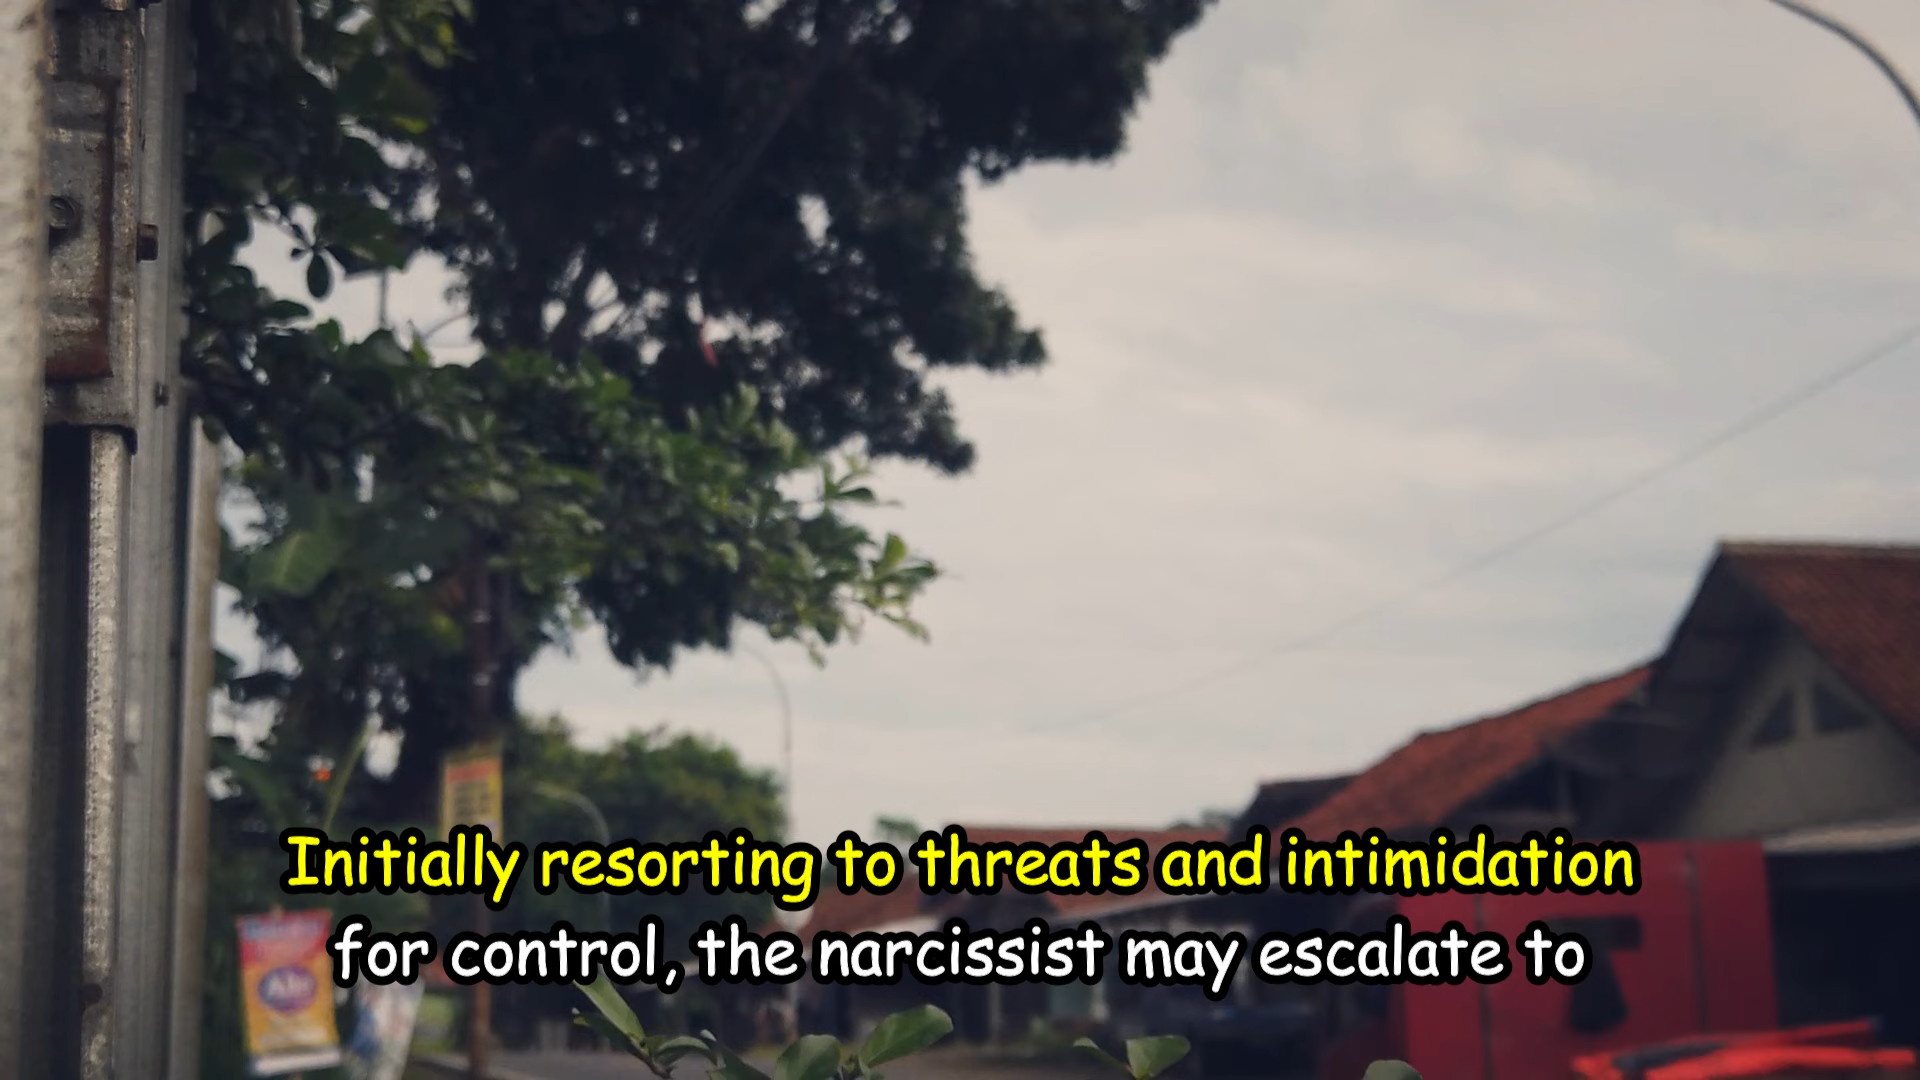 Initially resorting to threats and intimidation
for control, the narcissist may escalate to